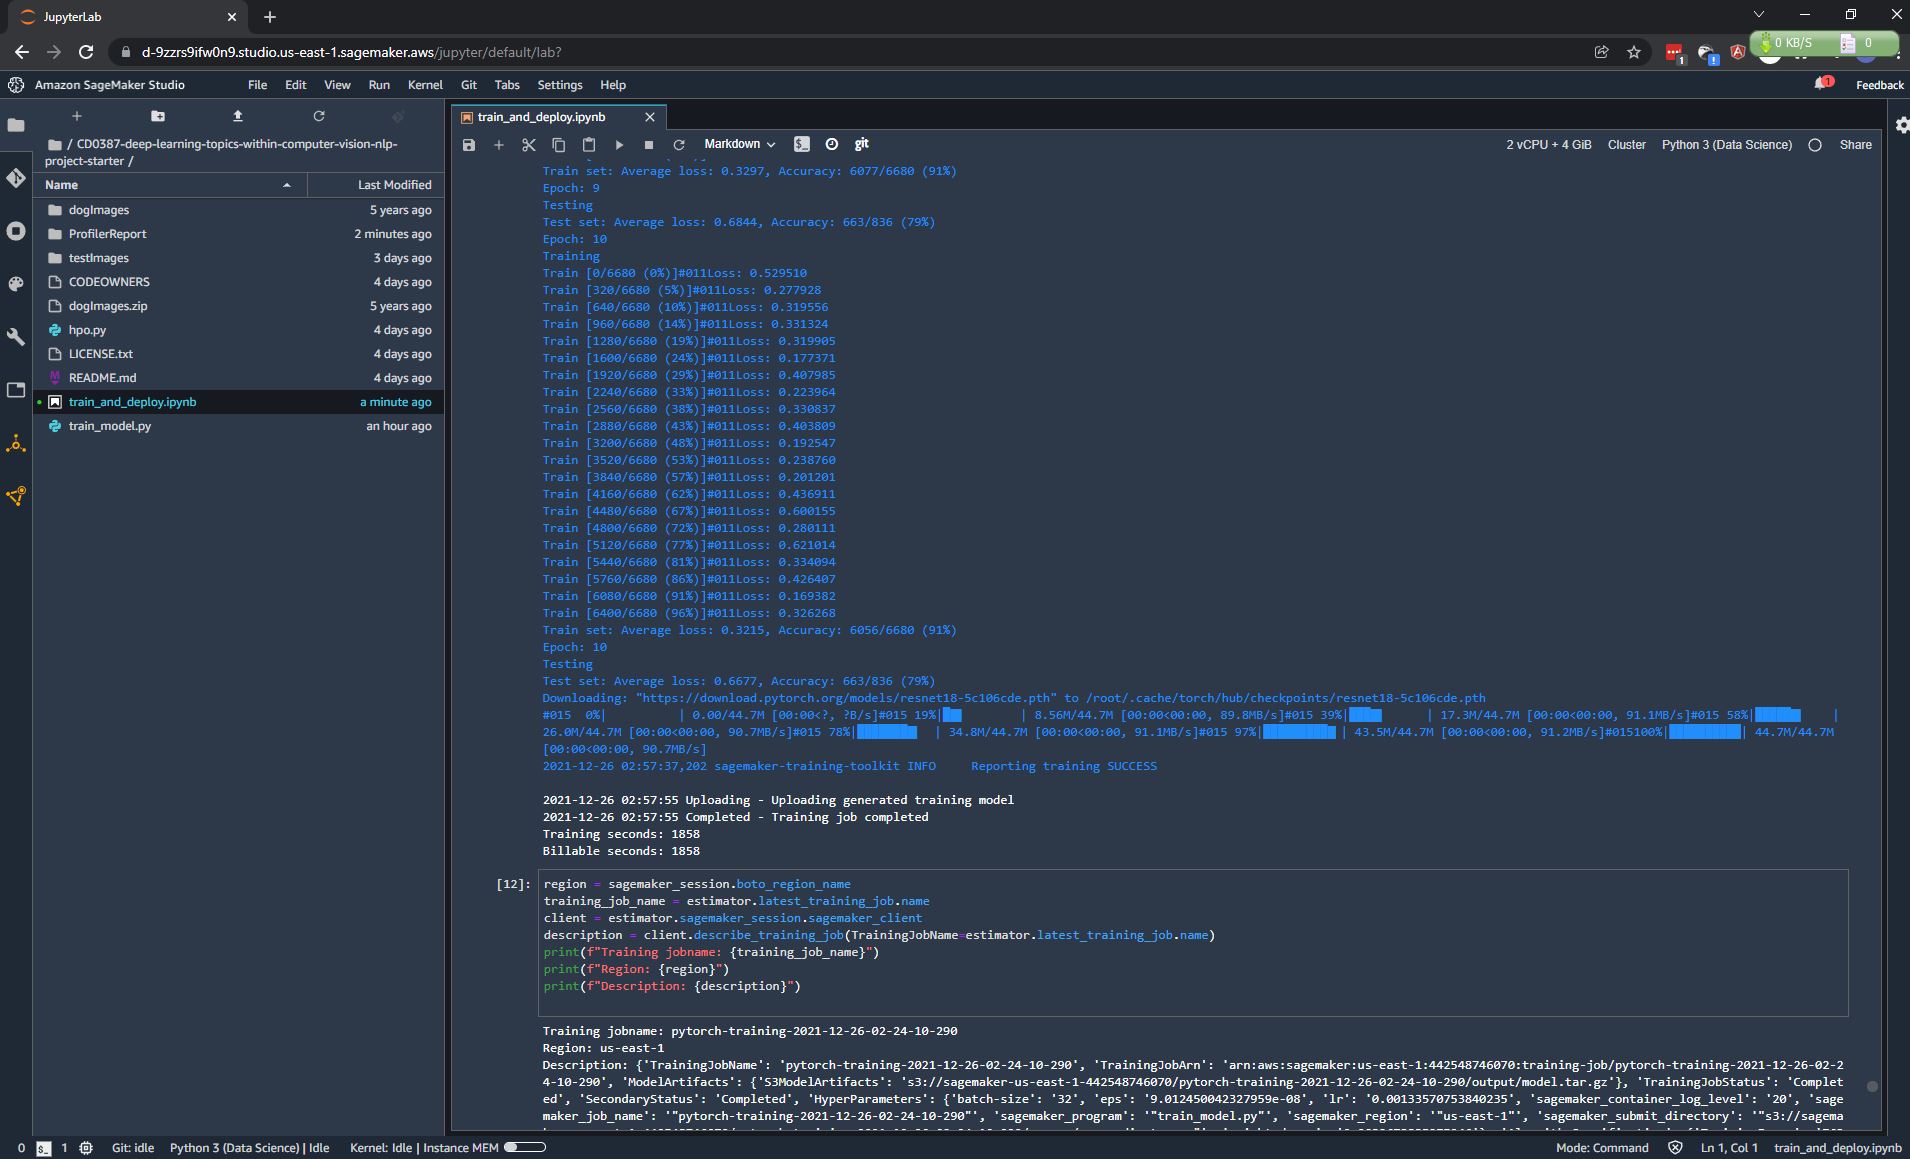 JupyterLab
d-9zzrs9ifw0n9.studio.us-east-1.sagemaker.aws/jupyter/default/lab?
1
0 KB/S
0
Amazon SageMaker Studio
File Edit View Run Kernel Git Tabs Settings Help
1
Feedback
/ CD0387-deep-learning-topics-within-computer-vision-nlp-
project-starter /
Name Last Modified
dogImages 5 years ago
ProfilerReport 2 minutes ago
testImages 3 days ago
CODEOWNERS 4 days ago
dogImages.zip 5 years ago
hpo.py 4 days ago
LICENSE.txt 4 days ago
README.md 4 days ago
train_and_deploy.ipynb a minute ago
train_model.py an hour ago
train_and_deploy.ipynb
Markdown git 2 vCPU + 4 GiB Cluster Python 3 (Data Science) Share
Train set: Average loss: 0.3297, Accuracy: 6077/6680 (91%)
Epoch: 9
Testing
Test set: Average loss: 0.6844, Accuracy: 663/836 (79%)
Epoch: 10
Training
Train [0/6680 (0%)]#011Loss: 0.529510
Train [320/6680 (5%)]#011Loss: 0.277928
Train [640/6680 (10%)]#011Loss: 0.319556
Train [960/6680 (14%)]#011Loss: 0.331324
Train [1280/6680 (19%)]#011Loss: 0.319905
Train [1600/6680 (24%)]#011Loss: 0.177371
Train [1920/6680 (29%)]#011Loss: 0.407985
Train [2240/6680 (33%)]#011Loss: 0.223964
Train [2560/6680 (38%)]#011Loss: 0.330837
Train [2880/6680 (43%)]#011Loss: 0.403809
Train [3200/6680 (48%)]#011Loss: 0.192547
Train [3520/6680 (53%)]#011Loss: 0.238760
Train [3840/6680 (57%)]#011Loss: 0.201201
Train [4160/6680 (62%)]#011Loss: 0.436911
Train [4480/6680 (67%)]#011Loss: 0.600155
Train [4800/6680 (72%)]#011Loss: 0.280111
Train [5120/6680 (77%)]#011Loss: 0.621014
Train [5440/6680 (81%)]#011Loss: 0.334094
Train [5760/6680 (86%)]#011Loss: 0.426407
Train [6080/6680 (91%)]#011Loss: 0.169382
Train [6400/6680 (96%)]#011Loss: 0.326268
Train set: Average loss: 0.3215, Accuracy: 6056/6680 (91%)
Epoch: 10
Testing
Test set: Average loss: 0.6677, Accuracy: 663/836 (79%)
Downloading: "https://download.pytorch.org/models/resnet18-5c106cde.pth" to /root/.cache/torch/hub/checkpoints/resnet18-5c106cde.pth
#015 0%| | 0.00/44.7M [00:00<?, ?B/s]#015 19%|█▉ | 8.56M/44.7M [00:00<00:00, 89.8MB/s]#015 39%|███▊ | 17.3M/44.7M [00:00<00:00, 91.1MB/s]#015 58%|█████▊ |
26.0M/44.7M [00:00<00:00, 90.7MB/s]#015 78%|███████▊ | 34.8M/44.7M [00:00<00:00, 91.1MB/s]#015 97%|█████████▋| 43.5M/44.7M [00:00<00:00, 91.2MB/s]#015100%|██████████| 44.7M/44.7M
[00:00<00:00, 90.7MB/s]
2021-12-26 02:57:37,202 sagemaker-training-toolkit INFO Reporting training SUCCESS
2021-12-26 02:57:55 Uploading - Uploading generated training model
2021-12-26 02:57:55 Completed - Training job completed
Training seconds: 1858
Billable seconds: 1858
[12]: region = sagemaker_session.boto_region_name
training_job_name = estimator.latest_training_job.name
client = estimator.sagemaker_session.sagemaker_client
description = client.describe_training_job(TrainingJobName=estimator.latest_training_job.name)
print(f"Training jobname: {training_job_name}")
print(f"Region: {region}")
print(f"Description: {description}")
Training jobname: pytorch-training-2021-12-26-02-24-10-290
Region: us-east-1
Description: {'TrainingJobName': 'pytorch-training-2021-12-26-02-24-10-290', 'TrainingJobArn': 'arn:aws:sagemaker:us-east-1:442548746070:training-job/pytorch-training-2021-12-26-02-2
4-10-290', 'ModelArtifacts': {'S3ModelArtifacts': 's3://sagemaker-us-east-1-442548746070/pytorch-training-2021-12-26-02-24-10-290/output/model.tar.gz'}, 'TrainingJobStatus': 'Complet
ed', 'SecondaryStatus': 'Completed', 'HyperParameters': {'batch-size': '32', 'eps': '9.012450042327959e-08', 'lr': '0.00133570753840235', 'sagemaker_container_log_level': '20', 'sage
maker_job_name': '"pytorch-training-2021-12-26-02-24-10-290"', 'sagemaker_program': '"train_model.py"', 'sagemaker_region': '"us-east-1"', 'sagemaker_submit_directory': '"s3://sagema
0 1 Git: idle Python 3 (Data Science) | Idle Kernel: Idle | Instance MEM Mode: Command Ln 1, Col 1 train_and_deploy.ipynb